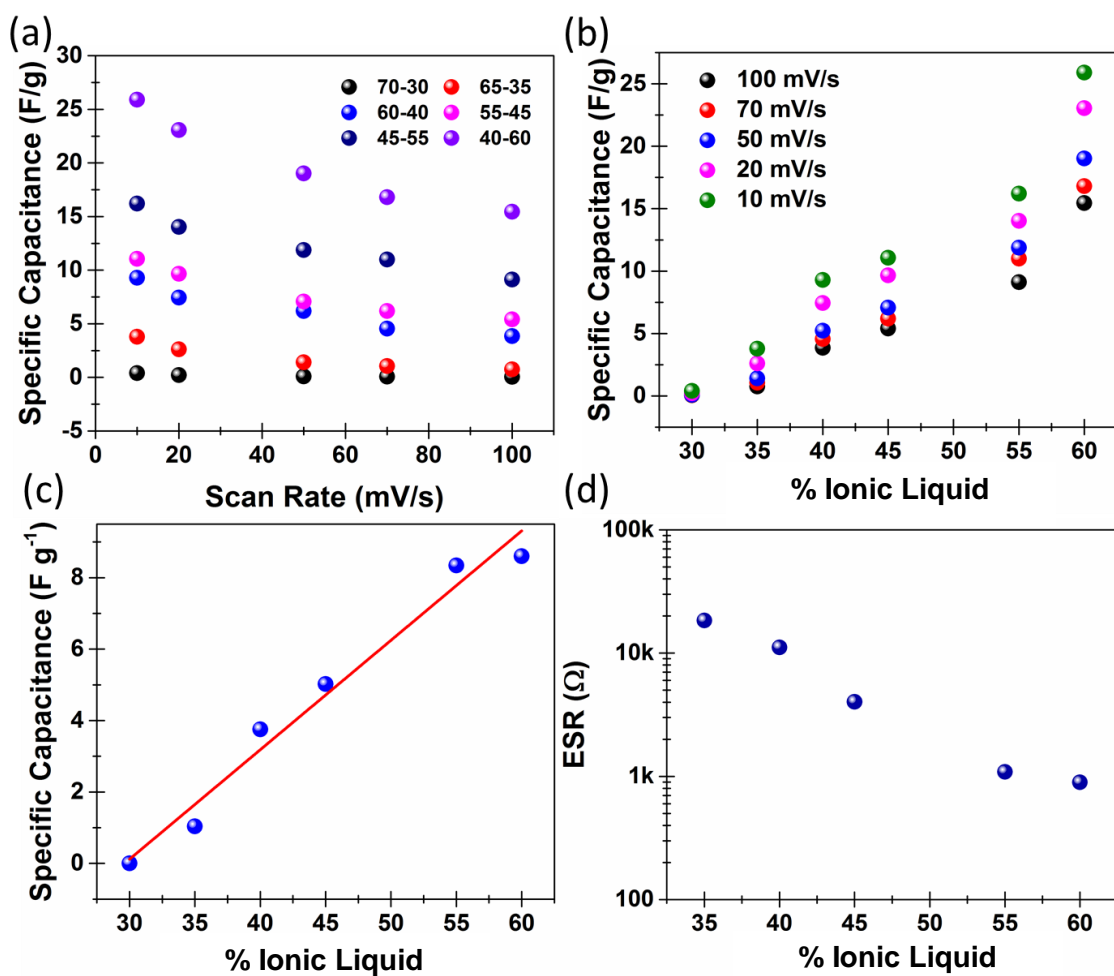 (a)
30
25
20
15
10
5
0
-5
Specific Capacitance (F/g)
70-30 65-35
60-40 55-45
45-55 40-60
0 20 40 60 80 100
Scan Rate (mV/s)
(b)
25
20
15
10
5
0
Specific Capacitance (F/g)
100 mV/s
70 mV/s
50 mV/s
20 mV/s
10 mV/s
30 35 40 45 50 55 60
% Ionic Liquid
(c)
8
6
4
2
0
Specific Capacitance (F g-1)
30 35 40 45 55 60
% Ionic Liquid
(d)
100k
10k
1k
100
ESR (Ω)
35 40 45 50 55 60
% Ionic Liquid